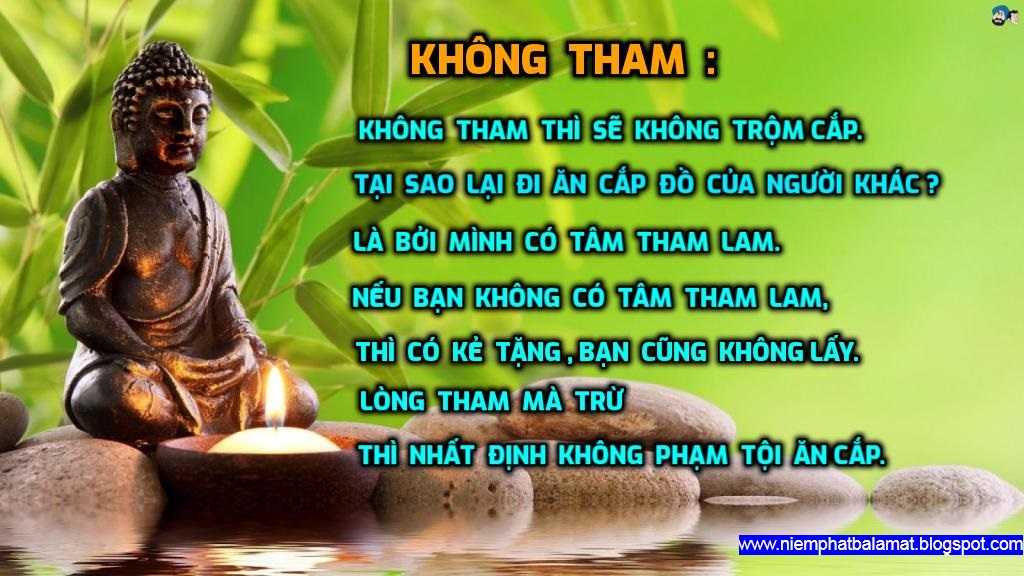 KHÔNG THAM :
KHÔNG THAM THÌ SẼ KHÔNG TRỘM CẮP.
TẠI SAO LẠI ĐI ĂN CẮP ĐỒ CỦA NGƯỜI KHÁC ?
LÀ BỞI MÌNH CÓ TÂM THAM LAM.
NẾU BẠN KHÔNG CÓ TÂM THAM LAM,
THÌ CÓ KẺ TẶNG , BẠN CŨNG KHÔNG LẤY.
LÒNG THAM MÀ TRỪ
THÌ NHẤT ĐỊNH KHÔNG PHẠM TỘI ĂN CẮP.
www.niemphatbalamat.blogspot.com